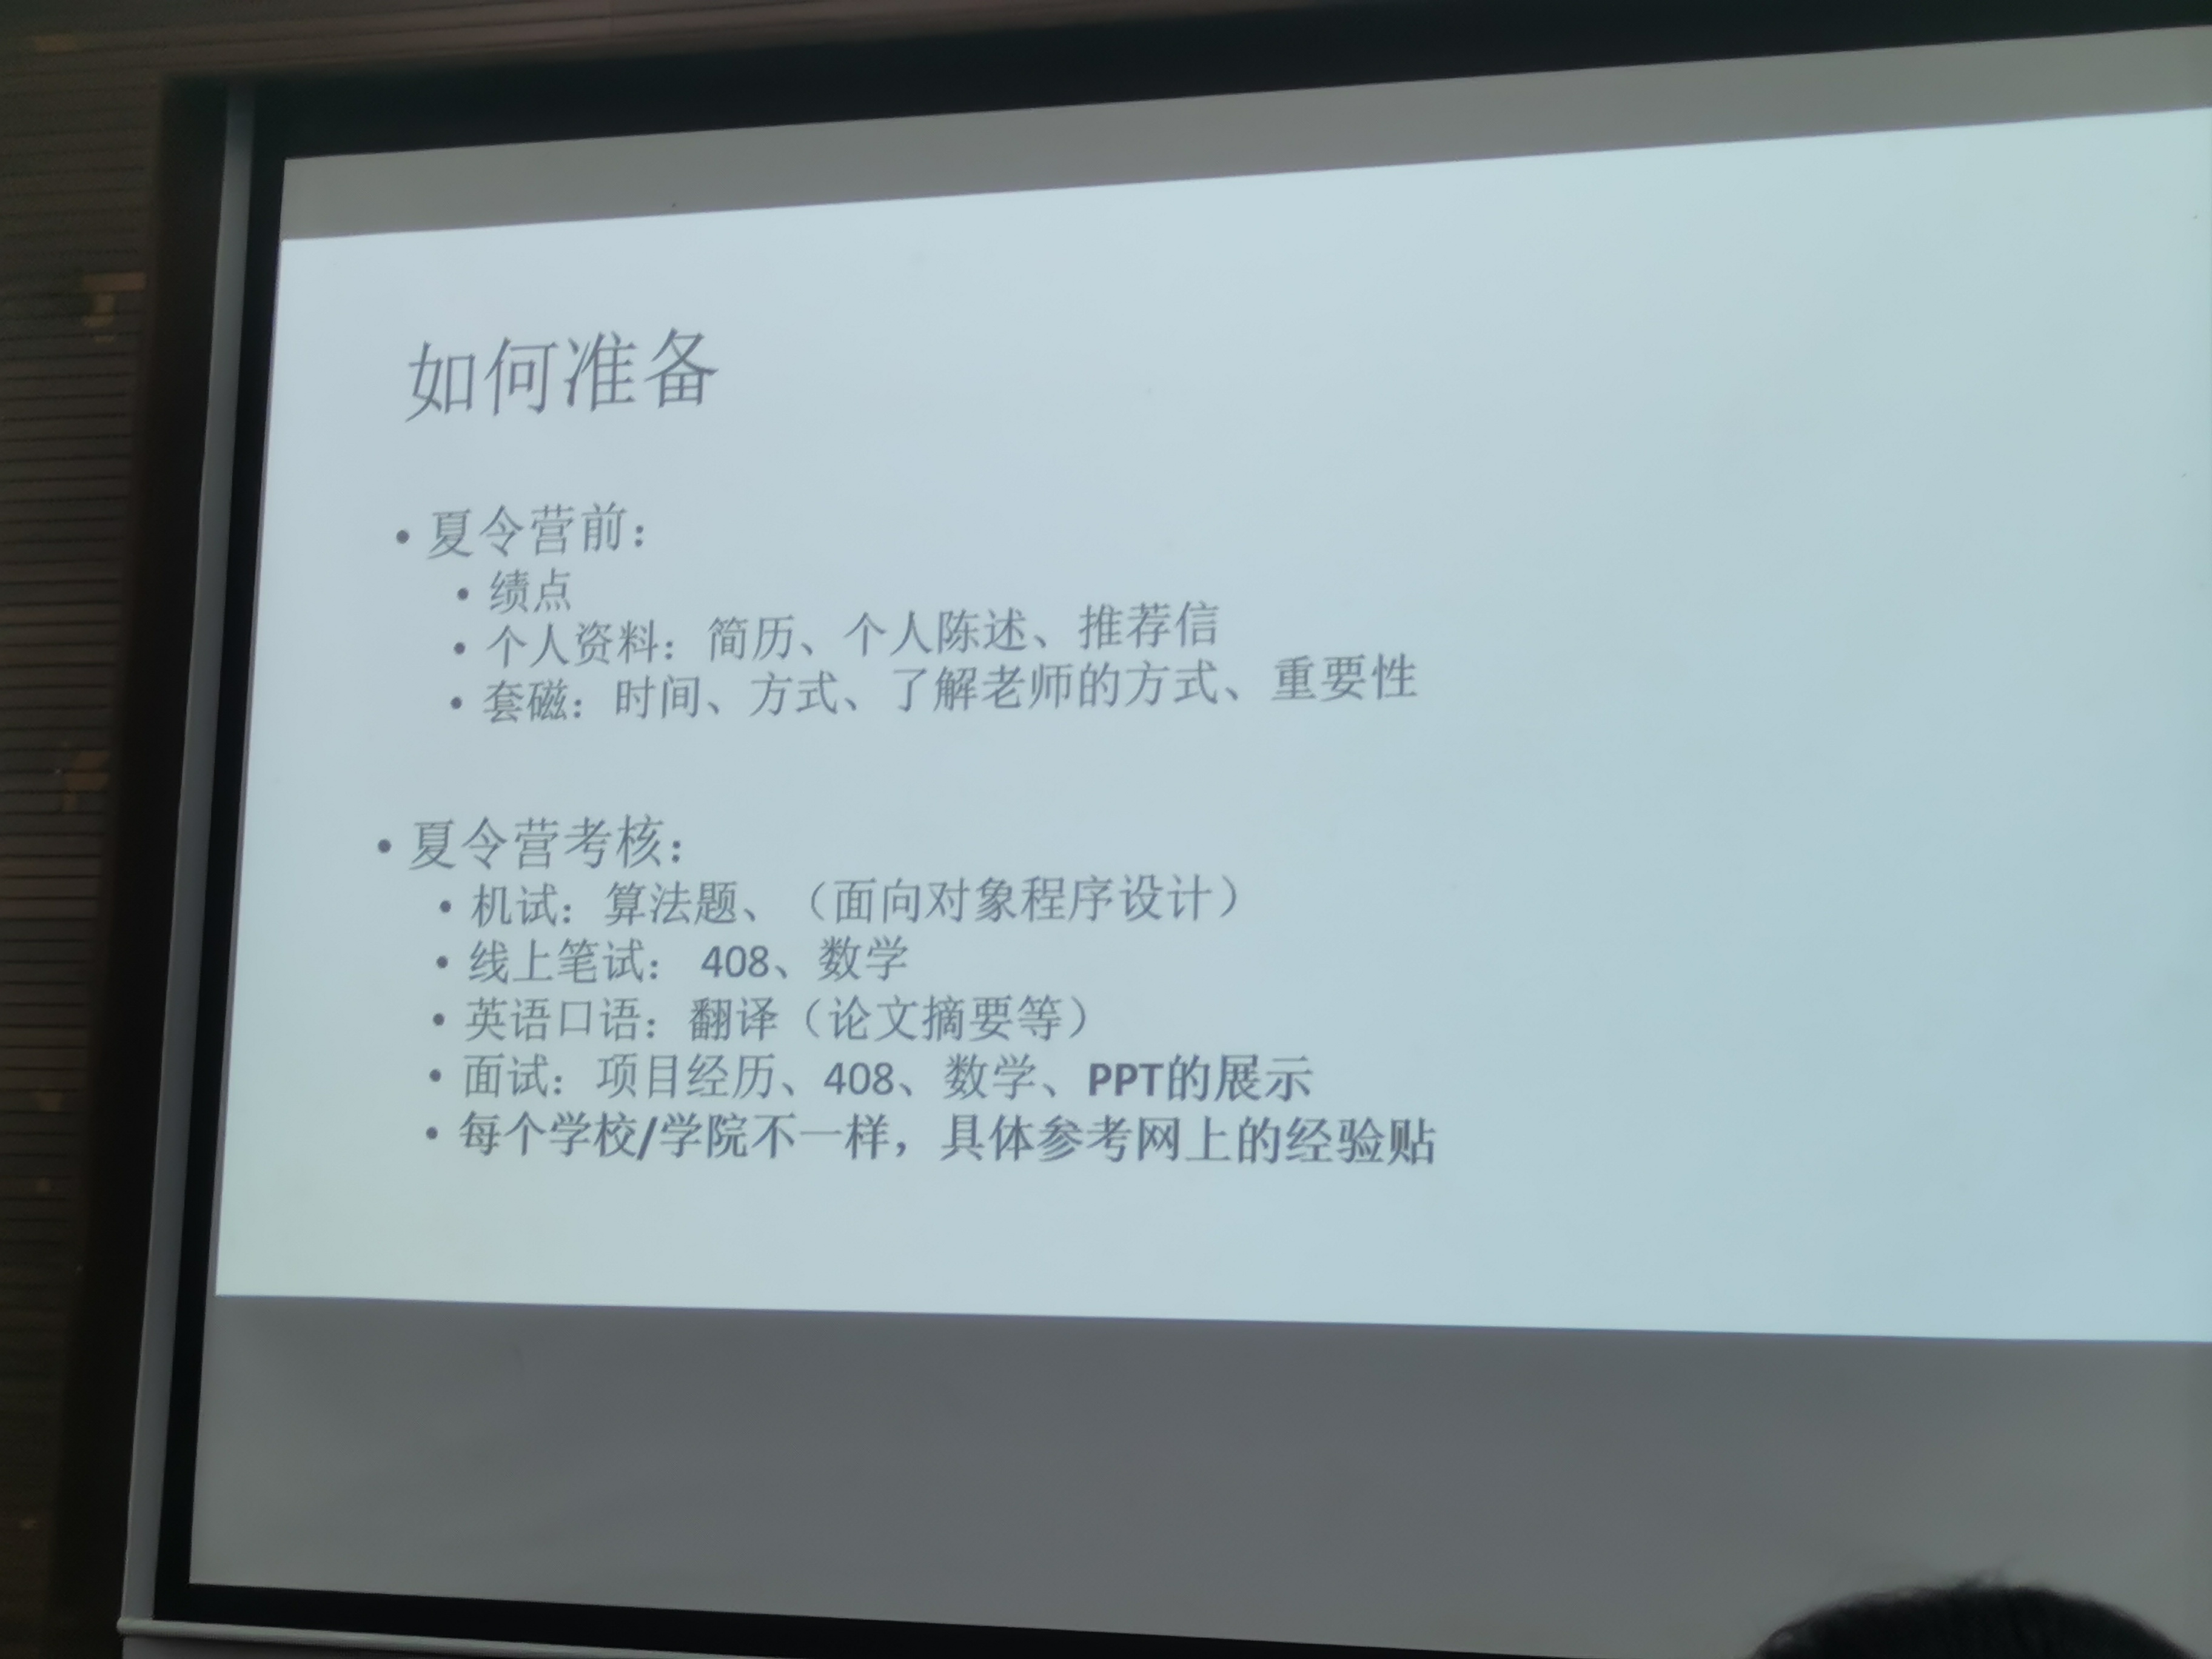 如何准备
• 夏令营前：
• 绩点
• 个人资料：简历、个人陈述、推荐信
• 套磁：时间、方式、了解老师的方式、重要性
• 夏令营考核：
• 机试：算法题、（面向对象程序设计）
• 线上笔试： 408、数学
• 英语口语：翻译（论文摘要等）
• 面试：项目经历、408、数学、PPT的展示
• 每个学校/学院不一样，具体参考网上的经验贴